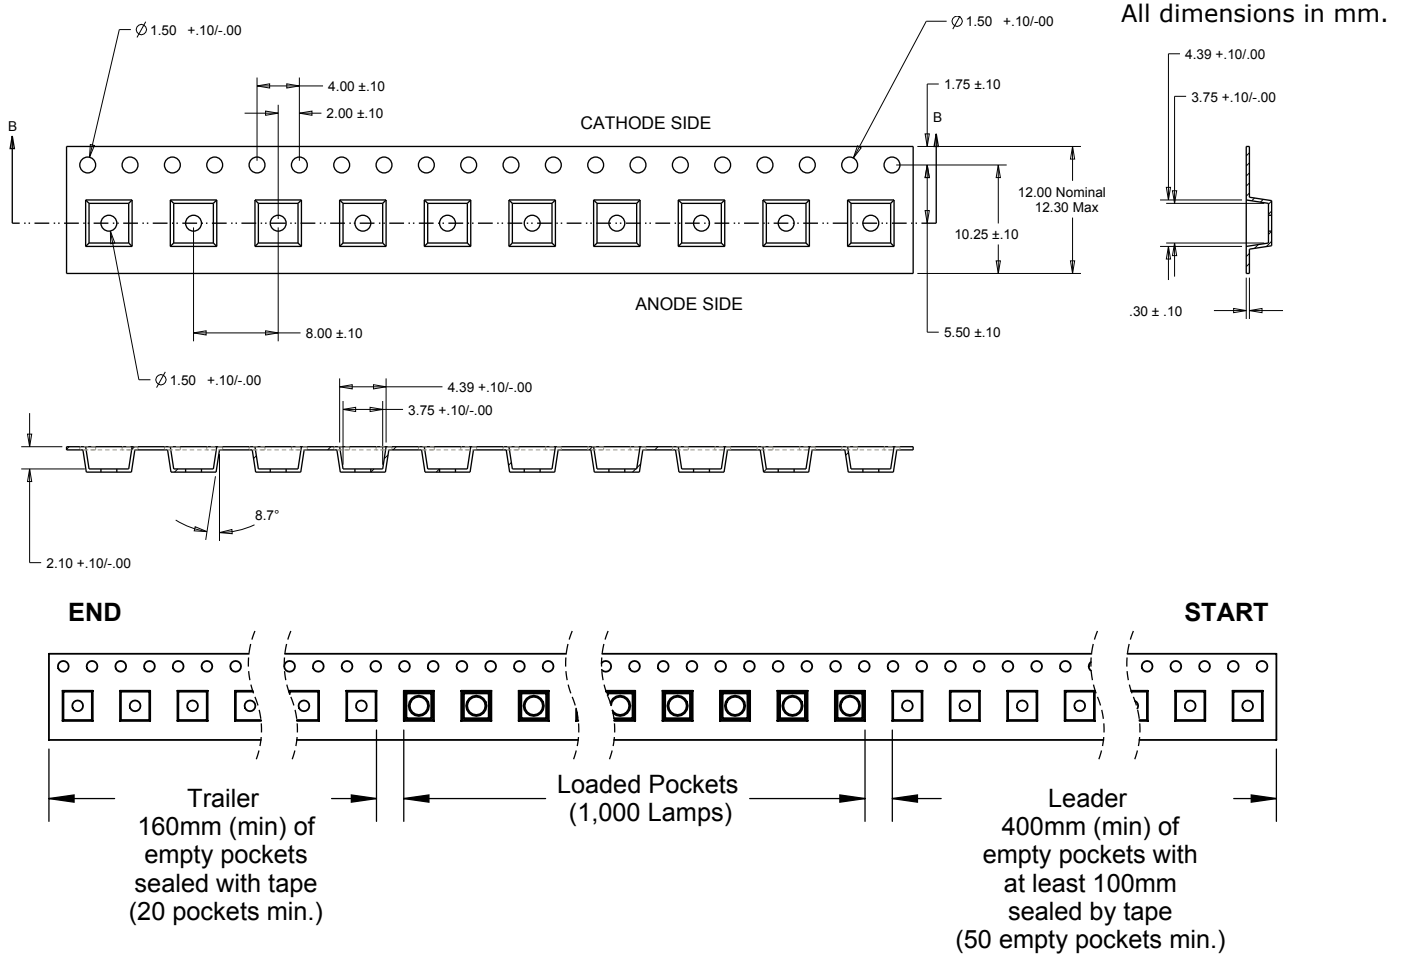 All dimensions in mm.
Ø 1.50 +.10/-.00
Ø 1.50 +.10/-00
4.39 +.10/.00
4.00 ±.10
1.75 ±.10
3.75 +.10/-.00
2.00 ±.10
B
CATHODE SIDE
B
12.00 Nominal
12.30 Max
10.25 ±.10
ANODE SIDE
.30 ± .10
8.00 ±.10
5.50 ±.10
Ø 1.50 +.10/-.00
4.39 +.10/-.00
3.75 +.10/-.00
8.7°
2.10 +.10/-.00
END
START
Trailer
160mm (min) of
empty pockets
sealed with tape
(20 pockets min.)
Loaded Pockets
(1,000 Lamps)
Leader
400mm (min) of
empty pockets with
at least 100mm
sealed by tape
(50 empty pockets min.)